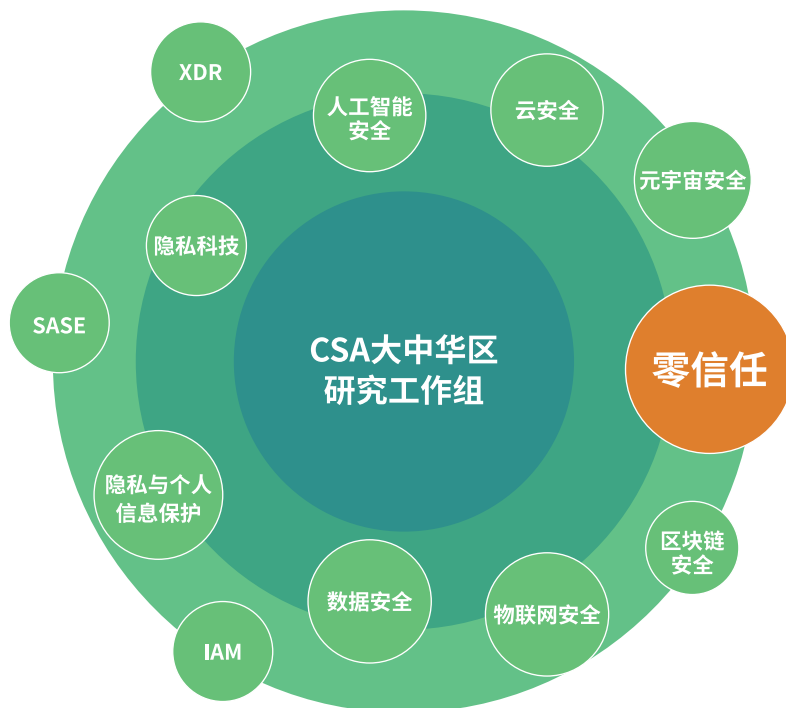 XDR
人工智能
安全
云安全
元宇宙安全
隐私科技
SASE
CSA大中华区
研究工作组
零信任
隐私与个人
信息保护
区块链
安全
数据安全
物联网安全
IAM